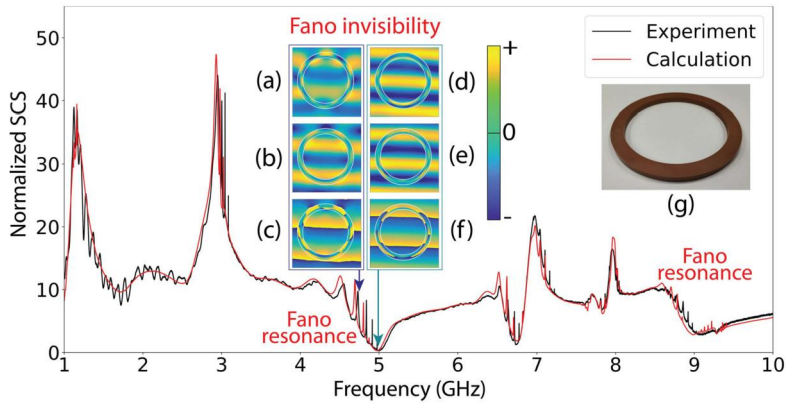 Fano invisibility
Experiment
Calculation
(a)
(d)
(b)
(e)
(c)
(f)
+
0
-
(g)
Fano
resonance
Fano
resonance
Normalized SCS
50
40
30
20
10
0
1 2 3 4 5 6 7 8 9 10
Frequency (GHz)